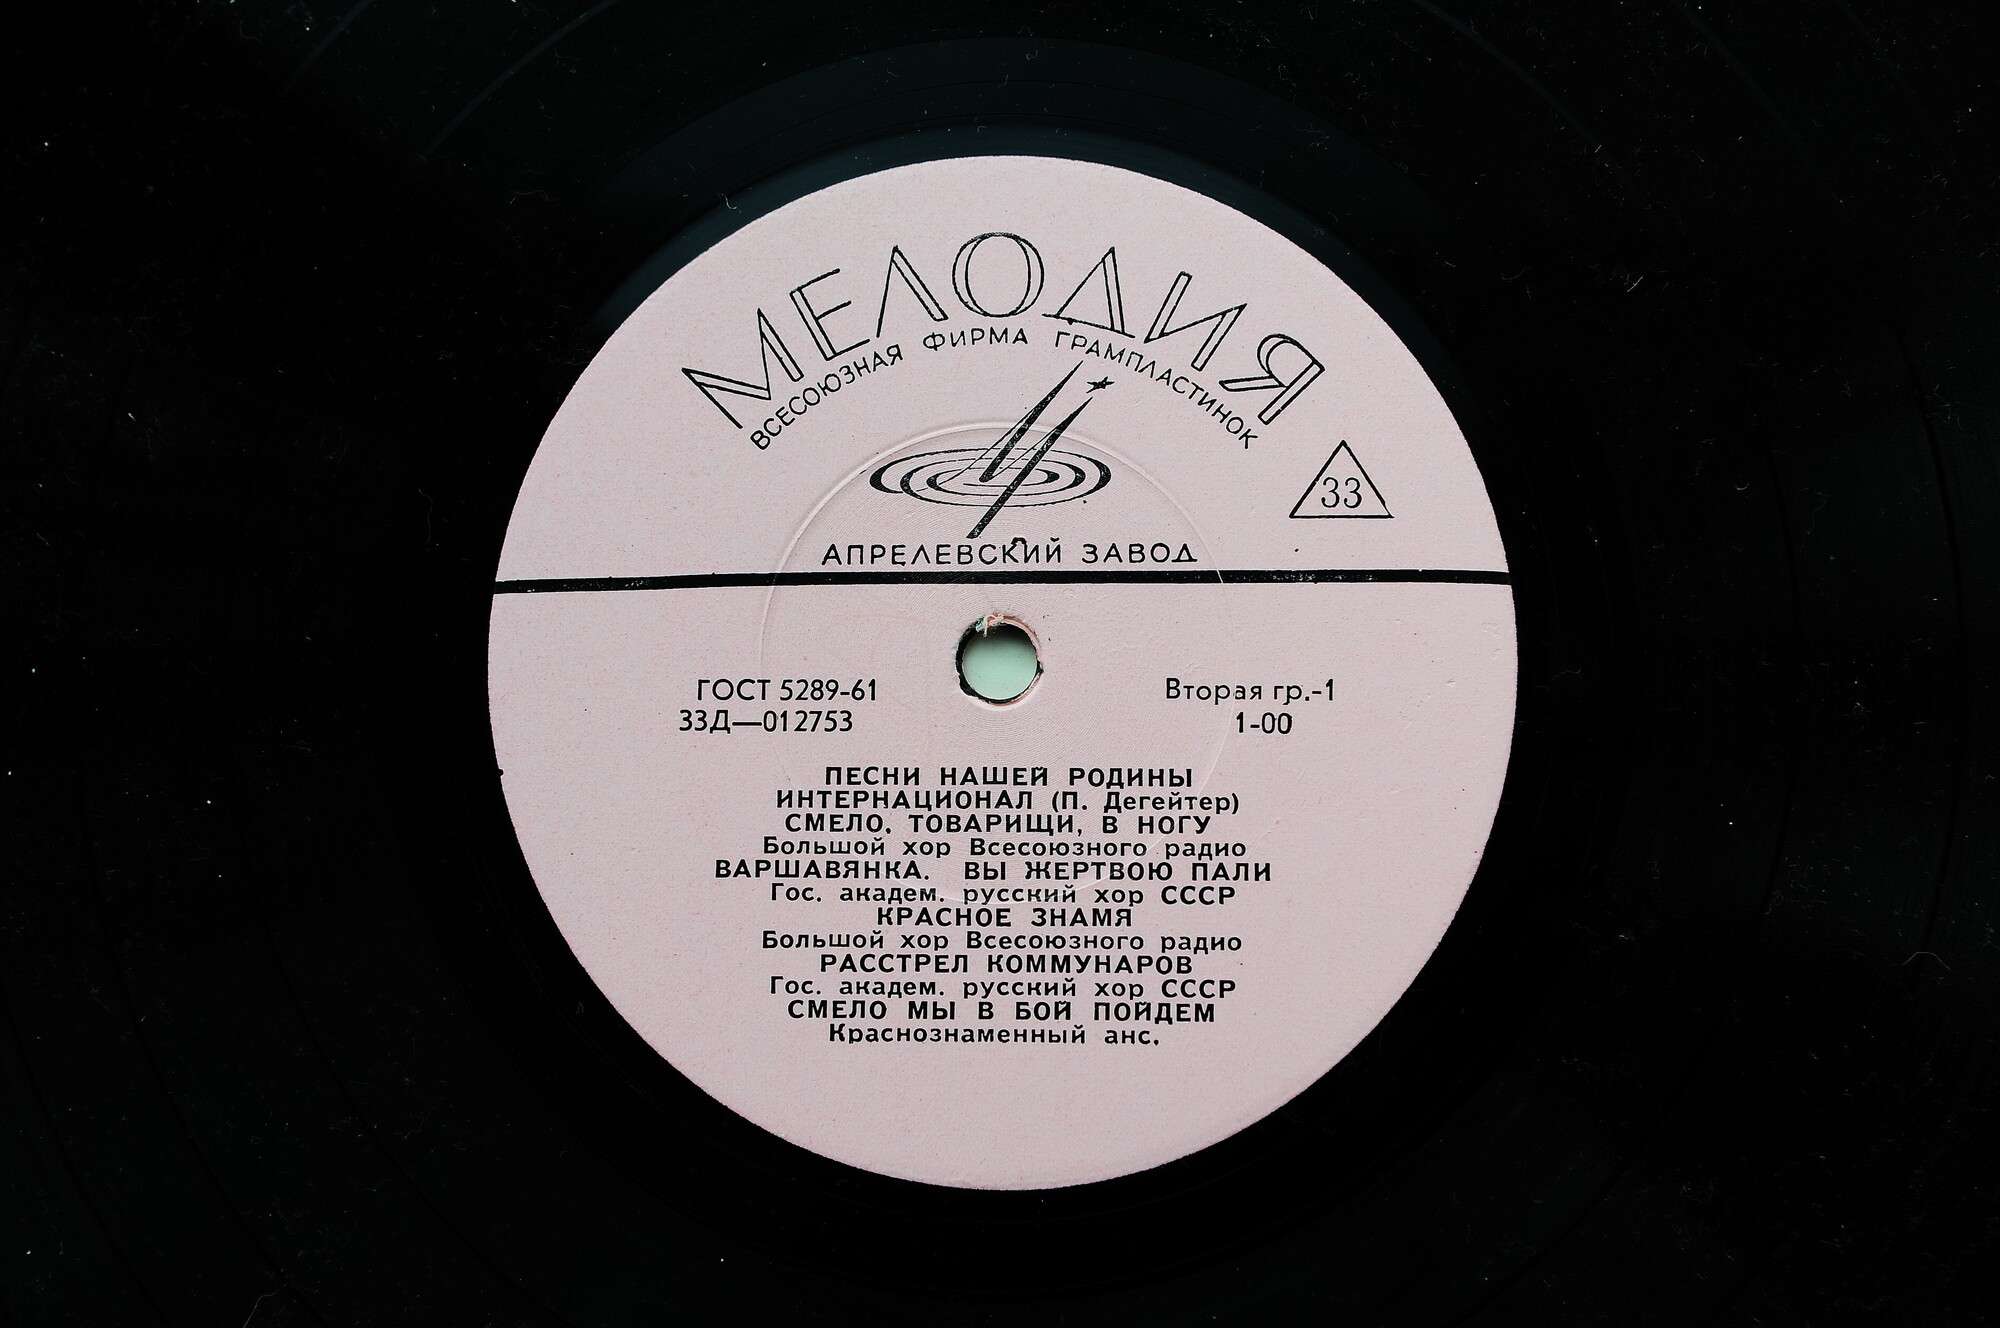 МЕЛОДИЯ
ВСЕСОЮЗНАЯ ФИРМА ГРАМПЛАСТИНОК
33
АПРЕЛЕВСКИЙ ЗАВОД
ГОСТ 5289-61
Вторая гр.-1
33Д—012753
1-00
ПЕСНИ НАШЕЙ РОДИНЫ
ИНТЕРНАЦИОНАЛ (П. Дегейтер)
СМЕЛО, ТОВАРИЩИ, В НОГУ
Большой хор Всесоюзного радио
ВАРШАВЯНКА. ВЫ ЖЕРТВОЮ ПАЛИ
Гос. академ. русский хор СССР
КРАСНОЕ ЗНАМЯ
Большой хор Всесоюзного радио
РАССТРЕЛ КОММУНАРОВ
Гос. академ. русский хор СССР
СМЕЛО МЫ В БОЙ ПОЙДЕМ
Краснознаменный анс.